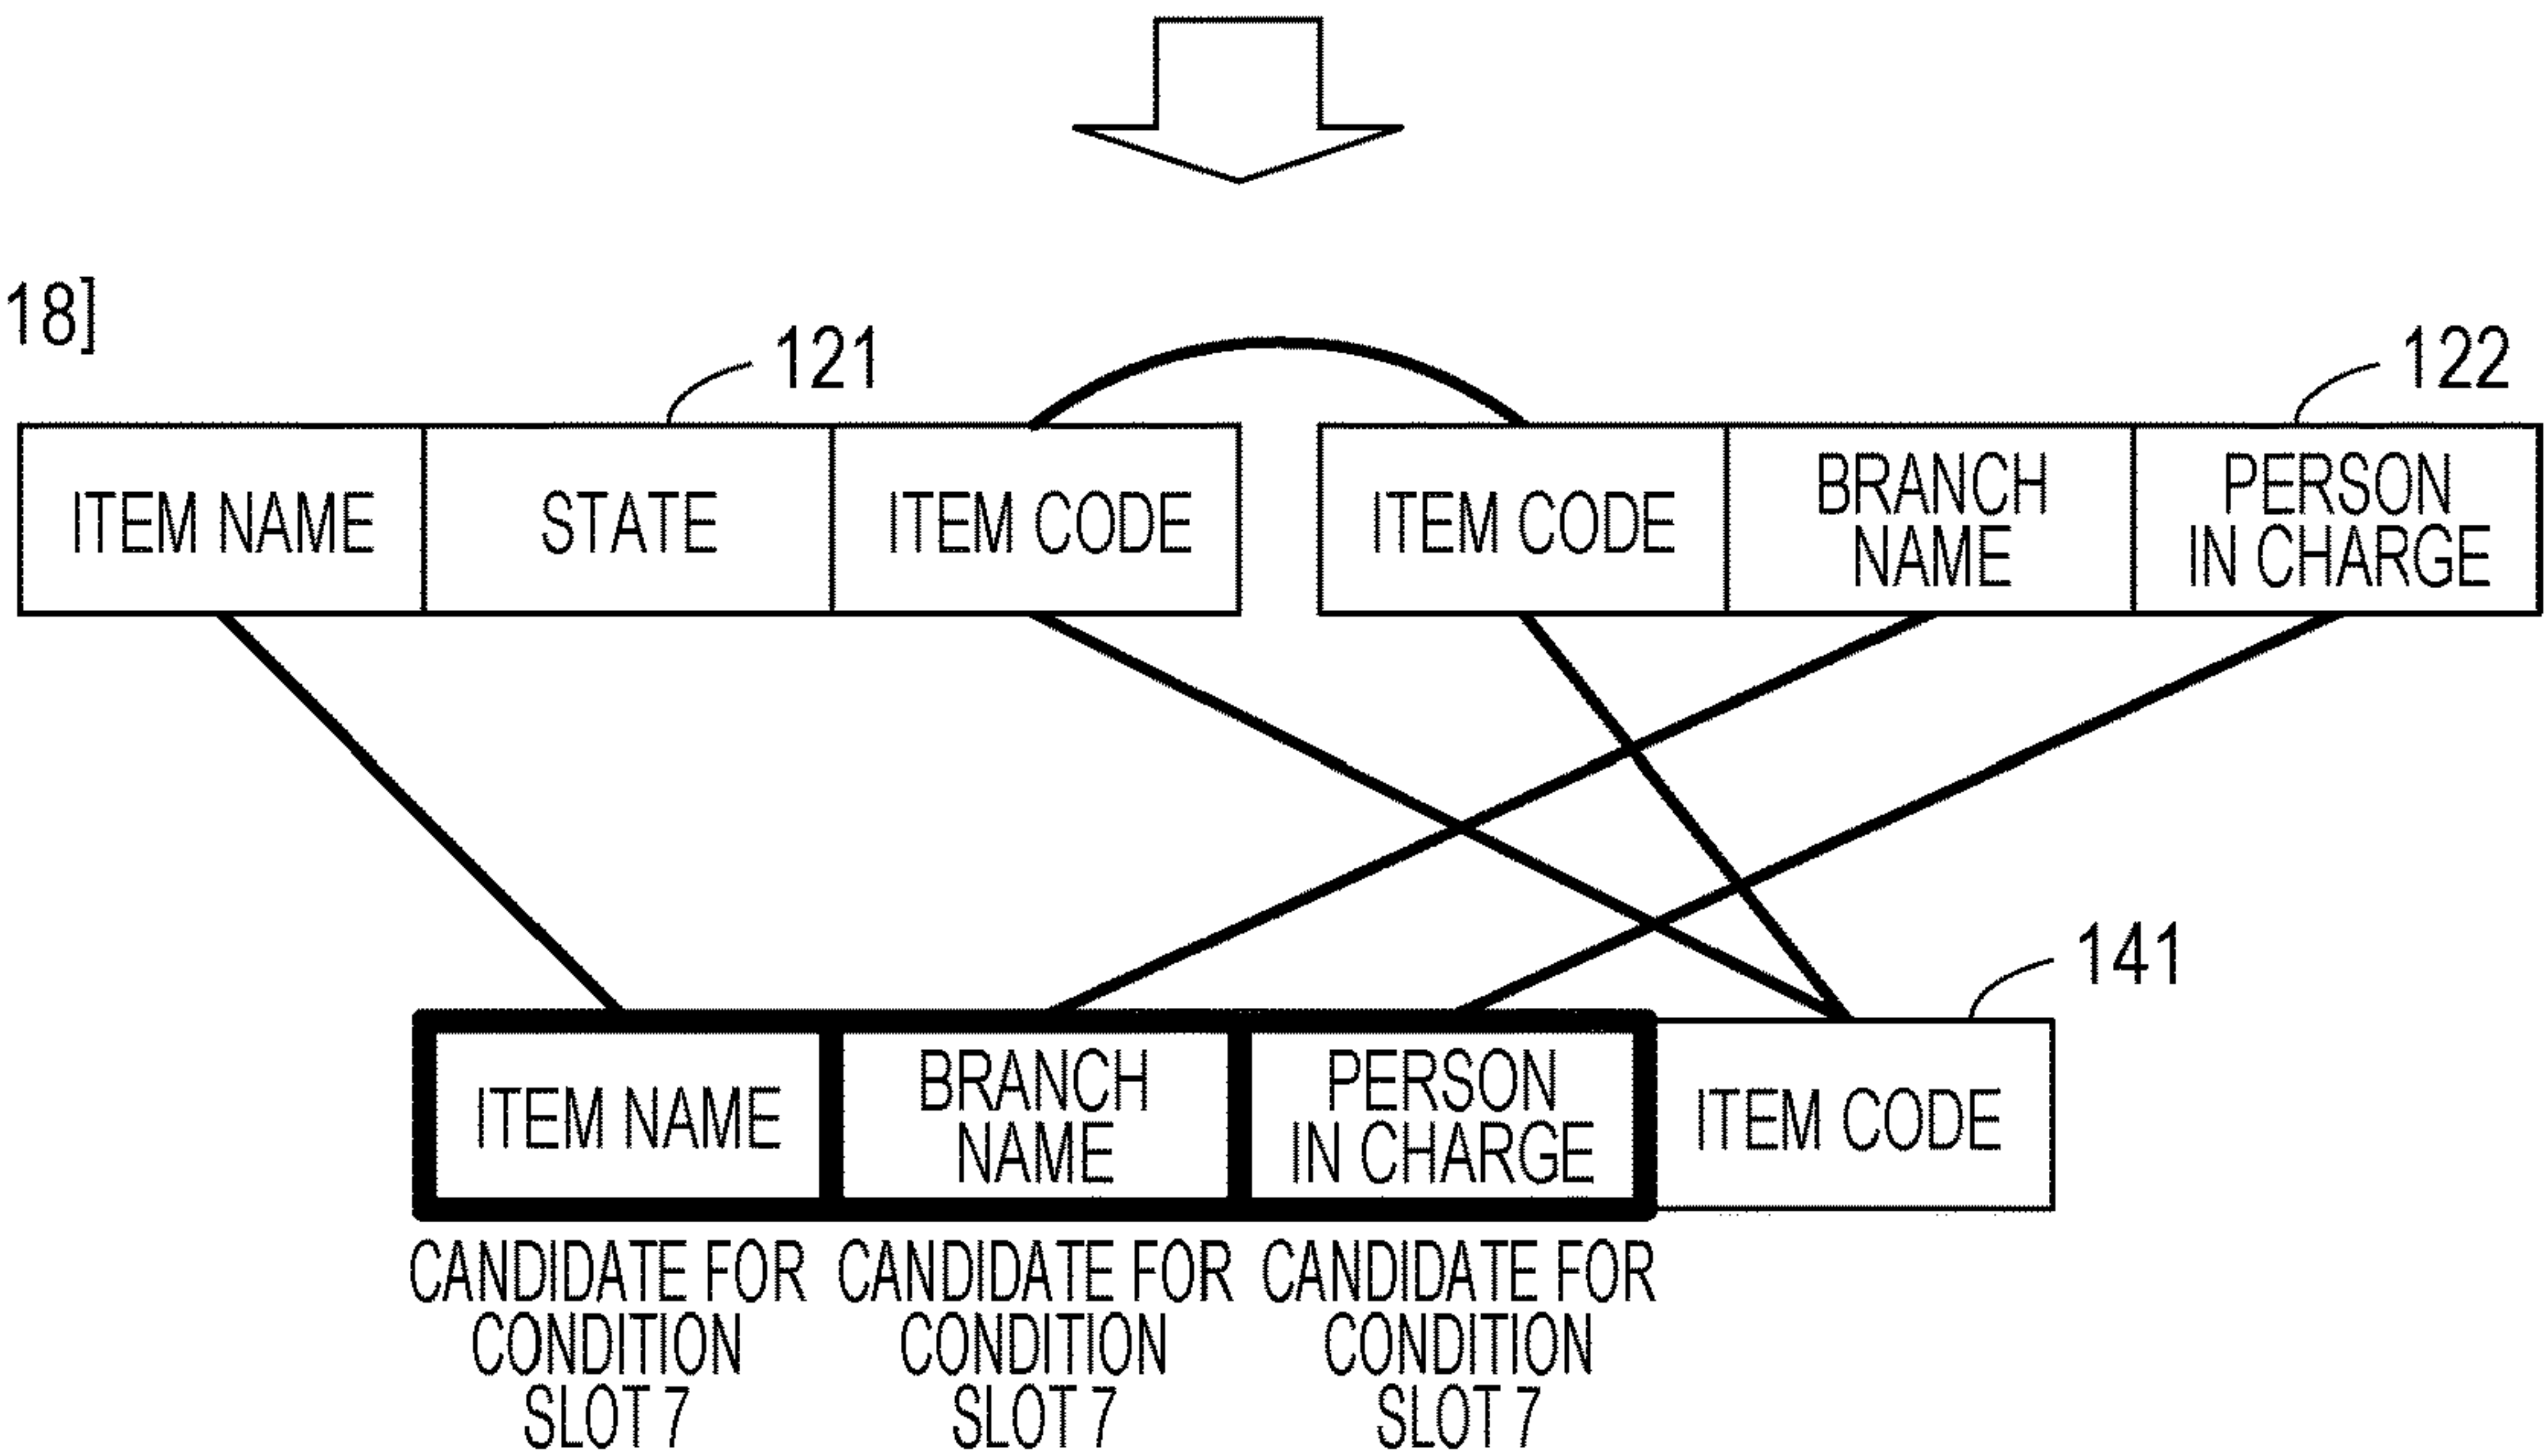 18]
121
122
ITEM NAME
STATE
ITEM CODE
ITEM CODE
BRANCH
NAME
PERSON
IN CHARGE
141
ITEM NAME
BRANCH
NAME
PERSON
IN CHARGE
ITEM CODE
CANDIDATE FOR
CONDITION
SLOT 7
CANDIDATE FOR
CONDITION
SLOT 7
CANDIDATE FOR
CONDITION
SLOT 7